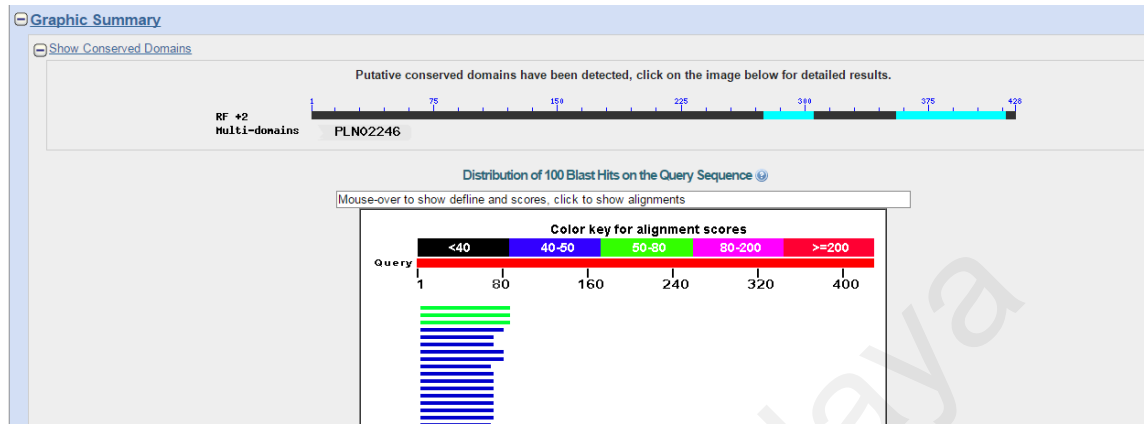 Graphic Summary
Show Conserved Domains
Putative conserved domains have been detected, click on the image below for detailed results.
1 75 150 225 300 375 428
RF +2
Multi-domains PLN02246
Distribution of 100 Blast Hits on the Query Sequence
Mouse-over to show defline and scores, click to show alignments
Color key for alignment scores
<40 40-50 50-80 80-200 >=200
Query
1 80 160 240 320 400